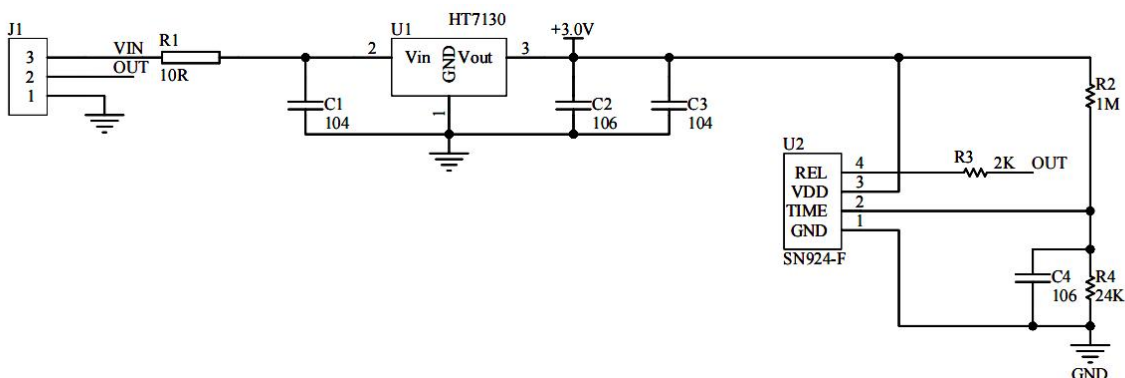 J1
3
2
1
VIN
OUT
R1
10R
C1
104
HT7130
U1
2
Vin
GND
Vout
3
1
+3.0V
C2
106
C3
104
R2
1M
U2
REL
VDD
TIME
GND
4
3
2
1
SN924-F
R3
2K
OUT
C4
106
R4
24K
GND